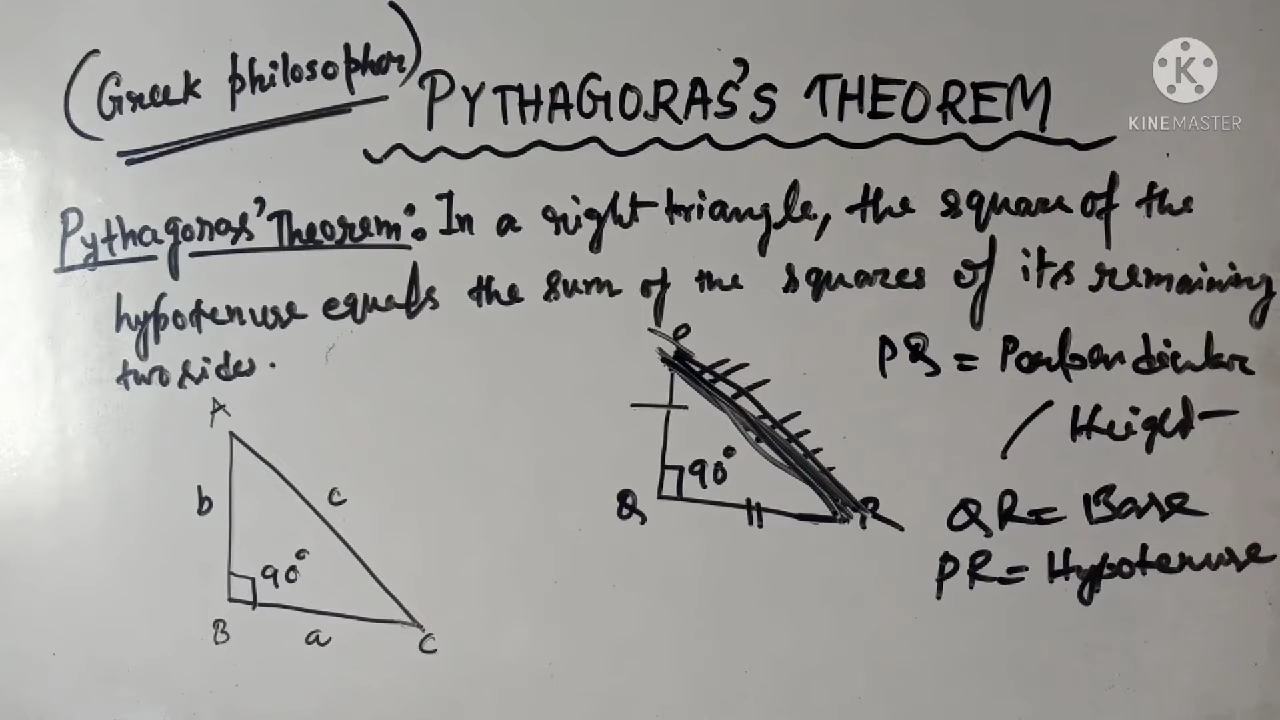 (Greek philosopher)
PYTHAGORAS'S THEOREM
K
KINEMASTER
Pythagoras' Theorem: In a right triangle, the square of the
hypotenuse equals the sum of the squares of its remaining
two sides.
A
b
c
90°
B
a
C
P
90°
Q
R
PQ = Perpendicular
/ Height
QR = Base
PR = Hypotenuse